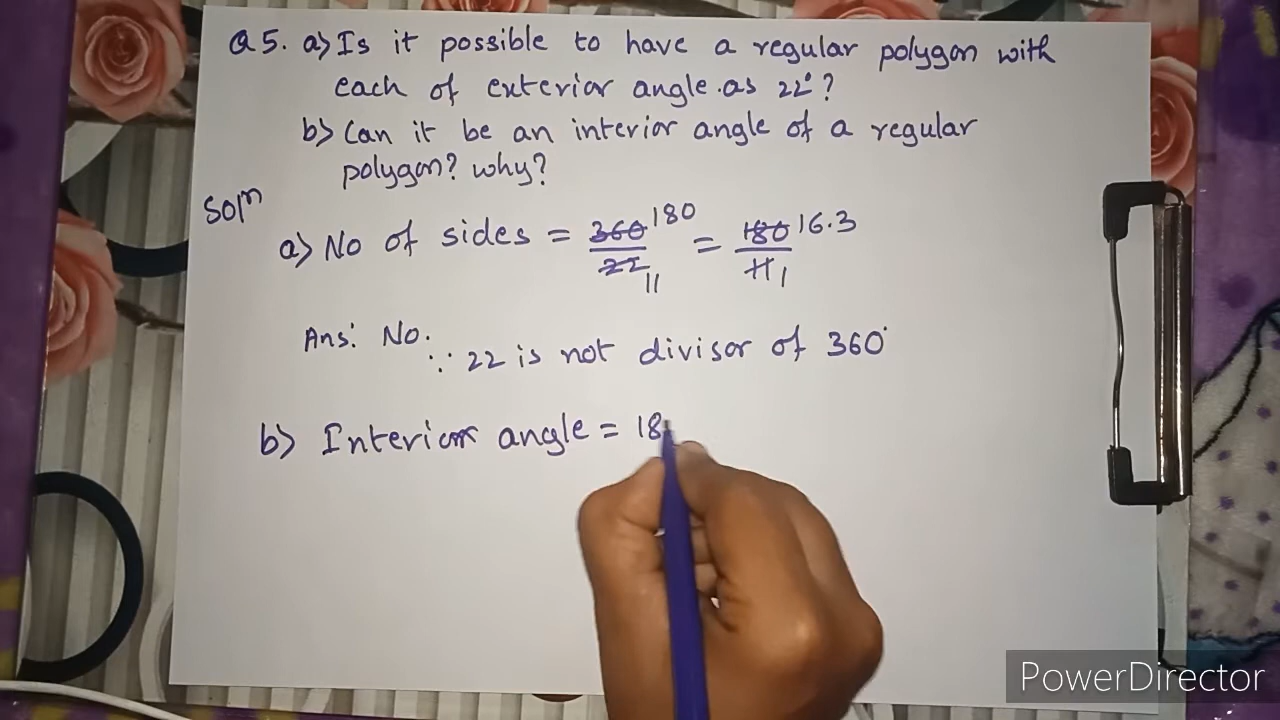 Q5. a) Is it possible to have a regular polygon with
each of exterior angle as 22°?
b) Can it be an interior angle of a regular
polygon? why?
Soln
a) No of sides = 360 180 / 22 11 = 180 16.3 / 11 1
Ans: No.
∵ 22 is not divisor of 360°
b) Interior angle = 18
PowerDirector